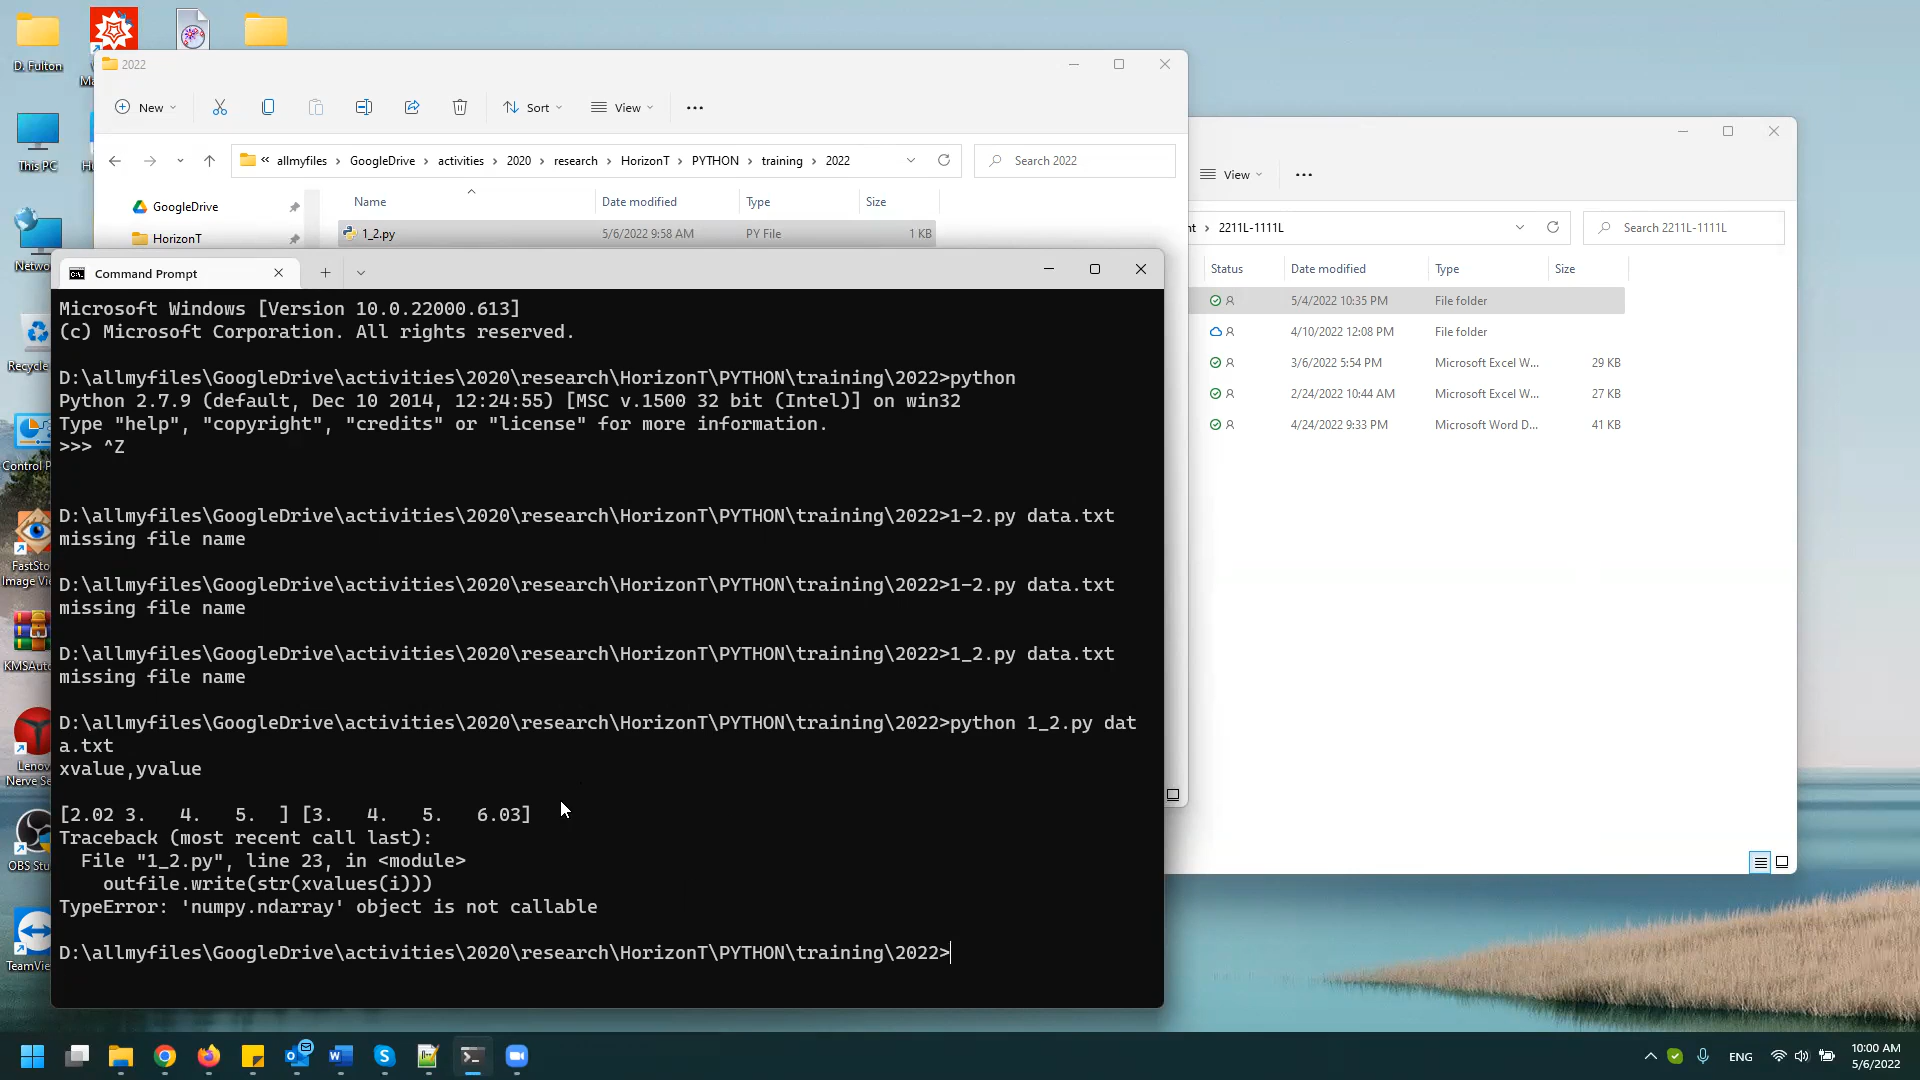 D. Fulton
This PC
2022
New
Sort
View
allmyfiles > GoogleDrive > activities > 2020 > research > HorizonT > PYTHON > training > 2022
Search 2022
GoogleDrive
HorizonT
Name
Date modified
Type
Size
1_2.py
5/6/2022 9:58 AM
PY File
1 KB
View
2211L-1111L
Search 2211L-1111L
Status
Date modified
Type
Size
5/4/2022 10:35 PM
File folder
4/10/2022 12:08 PM
File folder
3/6/2022 5:54 PM
Microsoft Excel W...
29 KB
2/24/2022 10:44 AM
Microsoft Excel W...
27 KB
4/24/2022 9:33 PM
Microsoft Word D...
41 KB
Command Prompt
Microsoft Windows [Version 10.0.22000.613]
(c) Microsoft Corporation. All rights reserved.
D:\allmyfiles\GoogleDrive\activities\2020\research\HorizonT\PYTHON\training\2022>python
Python 2.7.9 (default, Dec 10 2014, 12:24:55) [MSC v.1500 32 bit (Intel)] on win32
Type "help", "copyright", "credits" or "license" for more information.
>>> ^Z
D:\allmyfiles\GoogleDrive\activities\2020\research\HorizonT\PYTHON\training\2022>1-2.py data.txt
missing file name
D:\allmyfiles\GoogleDrive\activities\2020\research\HorizonT\PYTHON\training\2022>1-2.py data.txt
missing file name
D:\allmyfiles\GoogleDrive\activities\2020\research\HorizonT\PYTHON\training\2022>1_2.py data.txt
missing file name
D:\allmyfiles\GoogleDrive\activities\2020\research\HorizonT\PYTHON\training\2022>python 1_2.py dat
a.txt
xvalue,yvalue
[2.02 3.   4.   5.  ] [3.   4.   5.   6.03]
Traceback (most recent call last):
  File "1_2.py", line 23, in <module>
    outfile.write(str(xvalues(i)))
TypeError: 'numpy.ndarray' object is not callable
D:\allmyfiles\GoogleDrive\activities\2020\research\HorizonT\PYTHON\training\2022>
Netwo
Recycle
Control P
FastSto
Image Vi
KMSAut
Leno
Nerve Se
OBS Stu
TeamVie
ENG
10:00 AM
5/6/2022